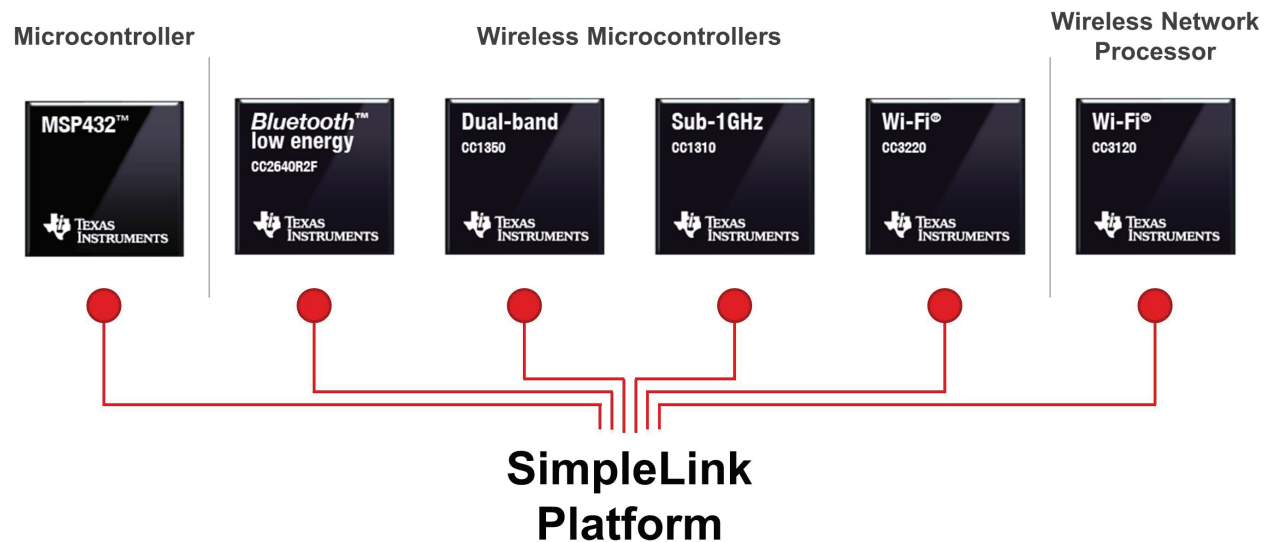 Microcontroller
Wireless Microcontrollers
Wireless Network
Processor
MSP432™
TEXAS
INSTRUMENTS
Bluetooth™
low energy
CC2640R2F
TEXAS
INSTRUMENTS
Dual-band
CC1350
TEXAS
INSTRUMENTS
Sub-1GHz
CC1310
TEXAS
INSTRUMENTS
Wi-Fi®
CC3220
TEXAS
INSTRUMENTS
Wi-Fi®
CC3120
TEXAS
INSTRUMENTS
SimpleLink
Platform